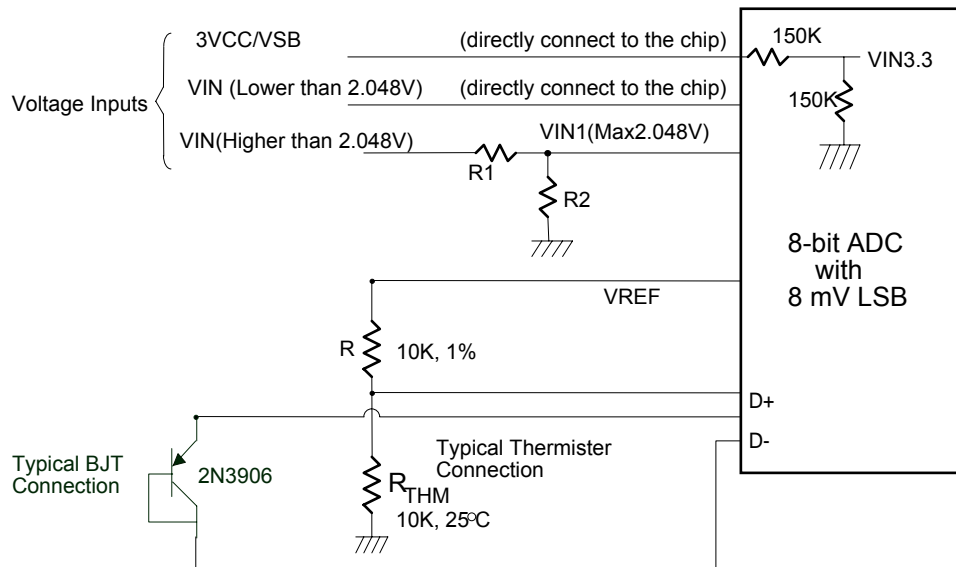 3VCC/VSB
(directly connect to the chip)
150K
VIN3.3
VIN (Lower than 2.048V)
(directly connect to the chip)
150K
Voltage Inputs
VIN(Higher than 2.048V)
VIN1(Max2.048V)
R1
R2
8-bit ADC
with
8 mV LSB
VREF
R
10K, 1%
D+
D-
Typical BJT
Connection
2N3906
Typical Thermister
Connection
RTHM
10K, 25°C